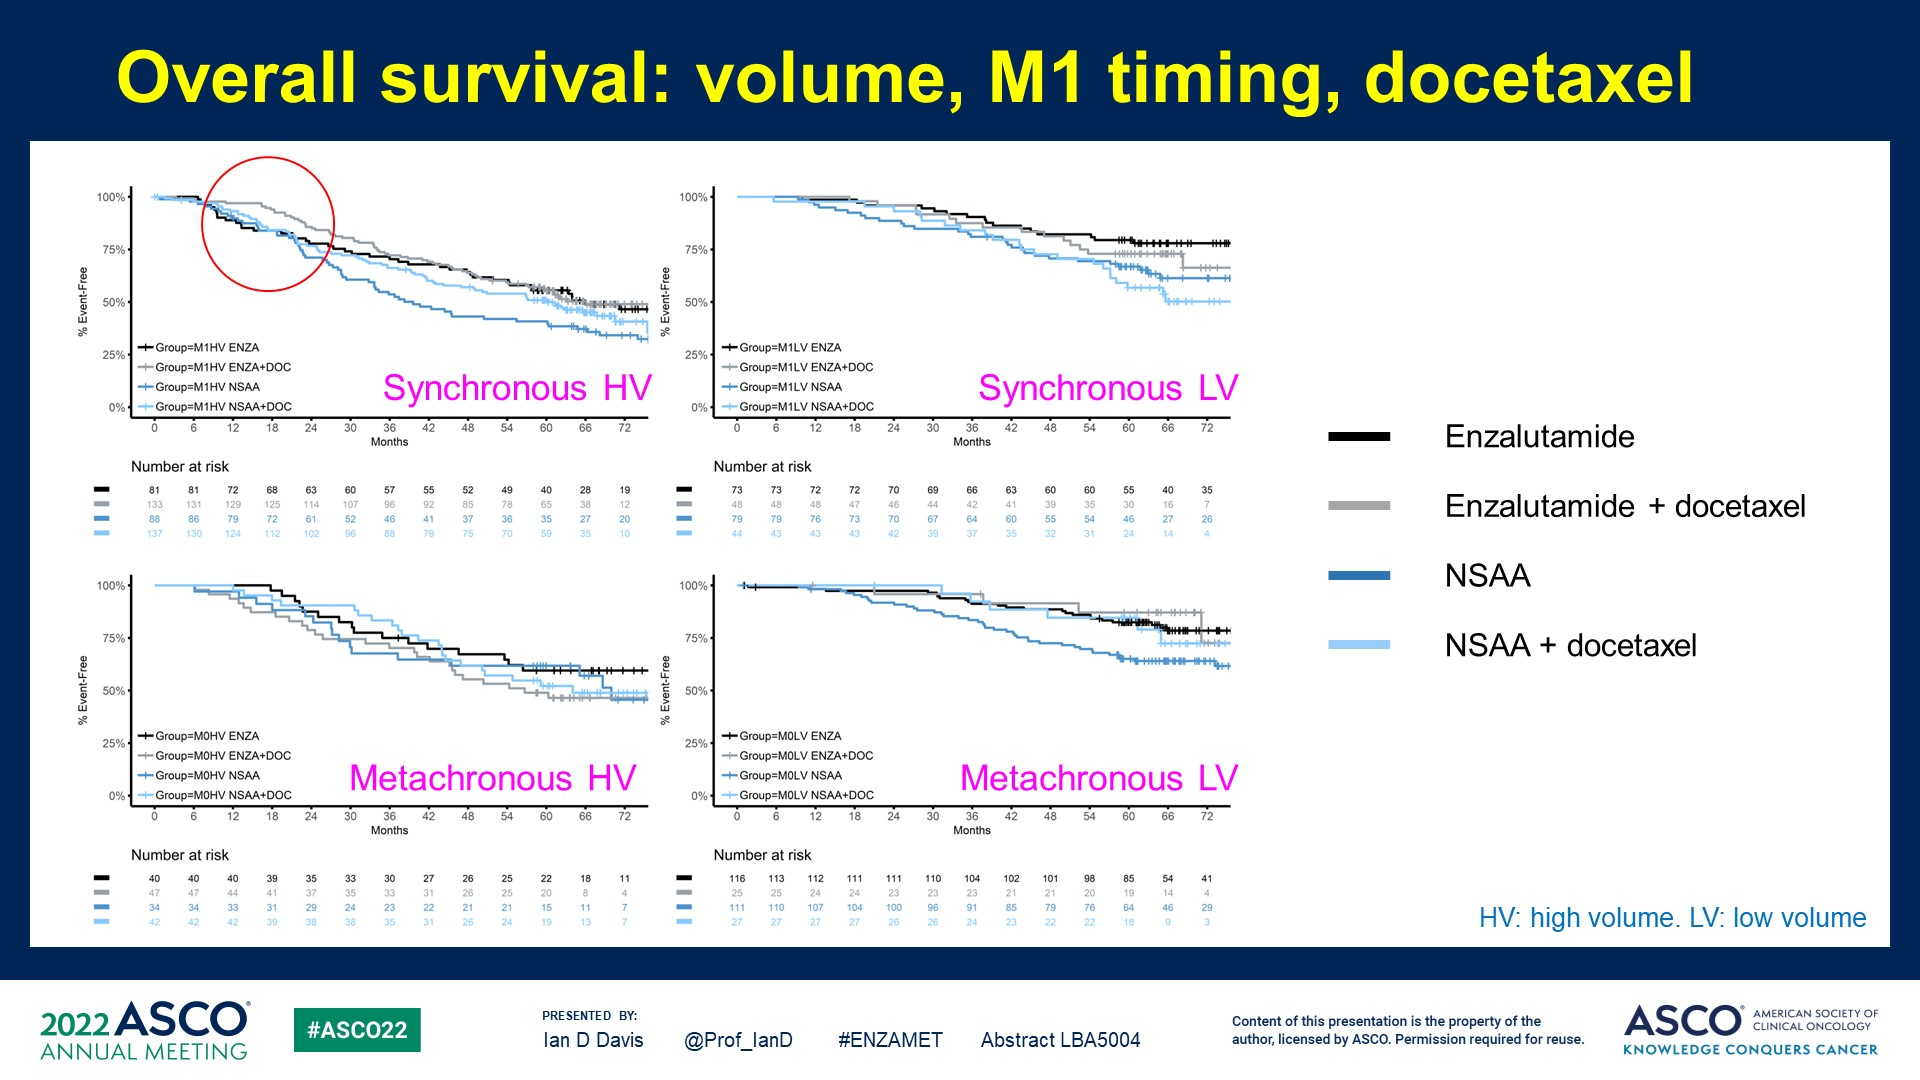 Overall survival: volume, M1 timing, docetaxel
100%
75%
50%
25%
0%
% Event-Free
Group=M1HV ENZA
Group=M1HV ENZA+DOC
Group=M1HV NSAA
Group=M1HV NSAA+DOC
Synchronous HV
0 6 12 18 24 30 36 42 48 54 60 66 72
Months
Number at risk
81 81 72 68 63 60 57 55 52 49 40 28 19
133 131 129 125 114 107 96 92 85 78 65 38 12
88 86 79 72 61 52 46 41 37 36 35 27 20
137 130 124 112 102 96 88 79 75 70 59 35 10
100%
75%
50%
25%
0%
% Event-Free
Group=M1LV ENZA
Group=M1LV ENZA+DOC
Group=M1LV NSAA
Group=M1LV NSAA+DOC
Synchronous LV
0 6 12 18 24 30 36 42 48 54 60 66 72
Months
Number at risk
73 73 72 72 70 69 66 63 60 60 55 40 35
48 48 48 47 46 44 42 41 39 35 30 16 7
79 79 76 73 70 67 64 60 55 54 46 27 26
44 43 43 43 42 39 37 35 32 31 24 14 4
100%
75%
50%
25%
0%
% Event-Free
Group=M0HV ENZA
Group=M0HV ENZA+DOC
Group=M0HV NSAA
Group=M0HV NSAA+DOC
Metachronous HV
0 6 12 18 24 30 36 42 48 54 60 66 72
Months
Number at risk
40 40 40 39 35 33 31 27 26 25 22 18 11
47 47 44 41 37 35 33 31 26 25 20 8 4
34 34 33 31 29 24 23 22 21 21 15 11 7
42 42 42 39 38 38 35 31 26 24 19 13 7
100%
75%
50%
25%
0%
% Event-Free
Group=M0LV ENZA
Group=M0LV ENZA+DOC
Group=M0LV NSAA
Group=M0LV NSAA+DOC
Metachronous LV
0 6 12 18 24 30 36 42 48 54 60 66 72
Months
Number at risk
116 113 112 111 111 110 104 102 101 98 85 54 41
25 25 24 24 23 23 23 21 21 20 19 14 4
111 110 107 104 100 96 91 85 79 76 64 46 29
27 27 27 27 26 26 24 23 22 22 18 9 3
Enzalutamide
Enzalutamide + docetaxel
NSAA
NSAA + docetaxel
HV: high volume. LV: low volume
2022 ASCO®
ANNUAL MEETING
#ASCO22
PRESENTED BY:
Ian D Davis @Prof_IanD #ENZAMET Abstract LBA5004
Content of this presentation is the property of the
author, licensed by ASCO. Permission required for reuse.
ASCO® AMERICAN SOCIETY OF
CLINICAL ONCOLOGY
KNOWLEDGE CONQUERS CANCER